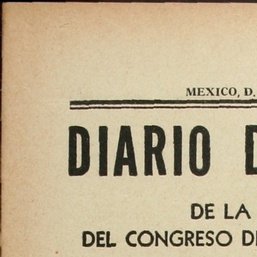 MEXICO, D.
DIARIO D
DE LA
DEL CONGRESO DE